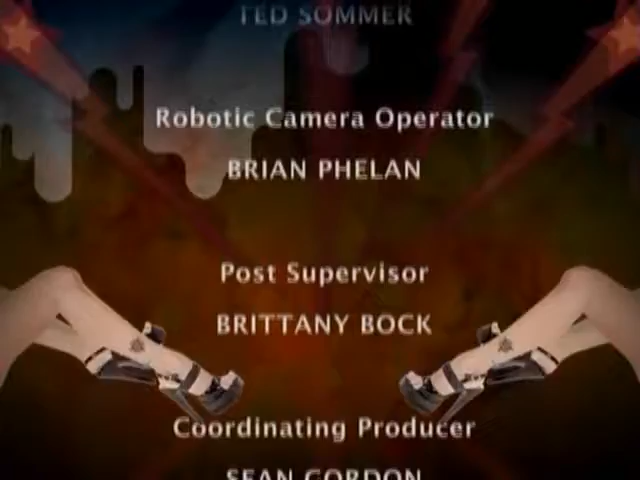 TED SOMMER
Robotic Camera Operator
BRIAN PHELAN
Post Supervisor
BRITTANY BOCK
Coordinating Producer
SEAN GORDON